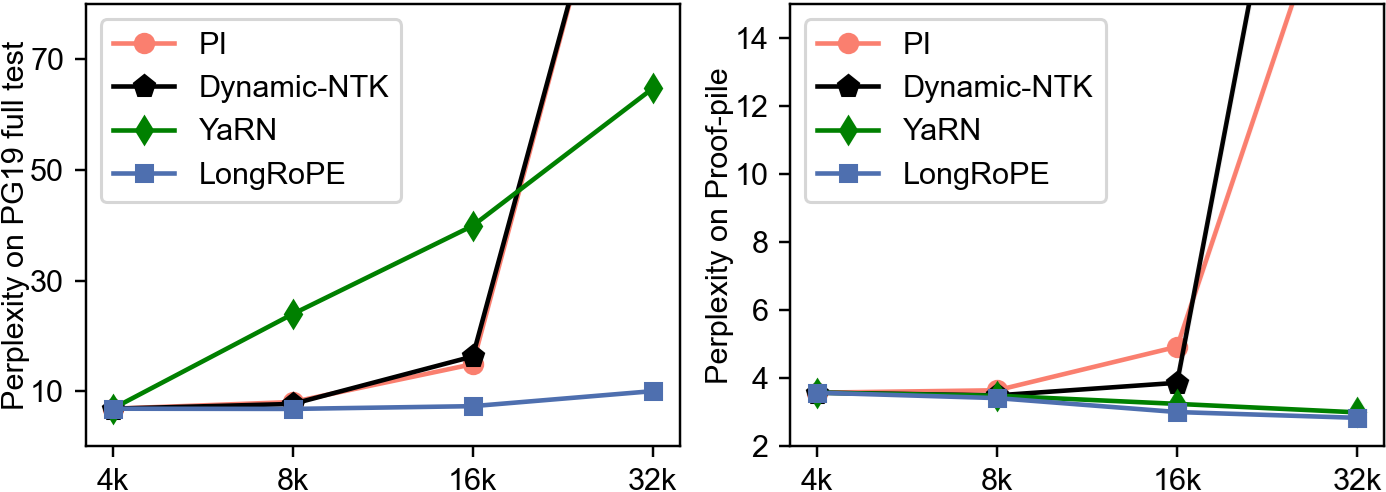 Perplexity on PG19 full test
70
50
30
10
PI
Dynamic-NTK
YaRN
LongRoPE
4k
8k
16k
32k
Perplexity on Proof-pile
14
12
10
8
6
4
2
PI
Dynamic-NTK
YaRN
LongRoPE
4k
8k
16k
32k